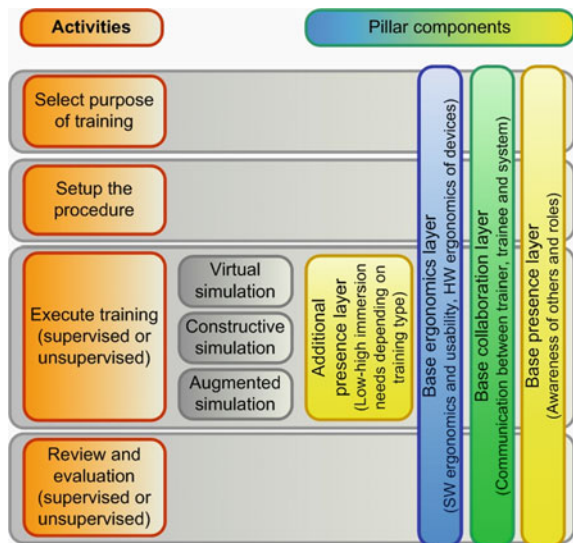 Activities
Pillar components
Select purpose
of training
Setup the
procedure
Execute training
(supervised or
unsupervised)
Virtual
simulation
Constructive
simulation
Augmented
simulation
Additional
presence layer
(Low-high immersion
needs depending on
training type)
Review and
evaluation
(supervised or
unsupervised)
Base ergonomics layer
(SW ergonomics and usability, HW ergonomics of devices)
Base collaboration layer
(Communication between trainer, trainee and system)
Base presence layer
(Awareness of others and roles)